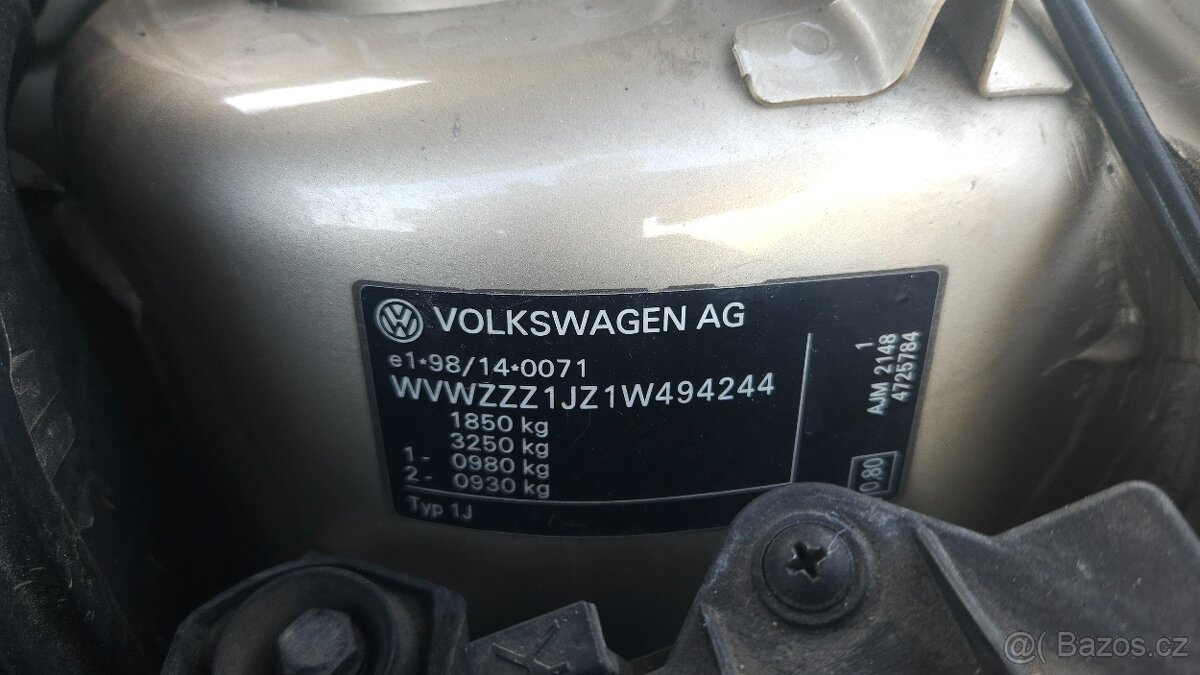 VOLKSWAGEN AG
e1*98/14*0071
WVWZZZ1JZ1W494244
1850 kg
3250 kg
1 - 0980 kg
2 - 0930 kg
Typ 1J
1
AJM 2148
4725784
0.80
@( Bazos.cz